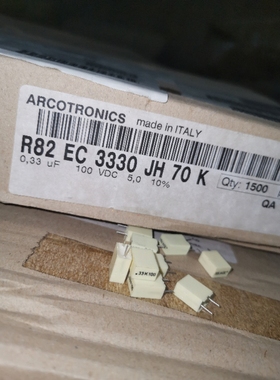 ARCOTRONICS made in ITALY
R82 EC 3330 JH 70 K
0,33 uF 100 VDC 5,0 10%
Qty: 1500
QA
.33K100